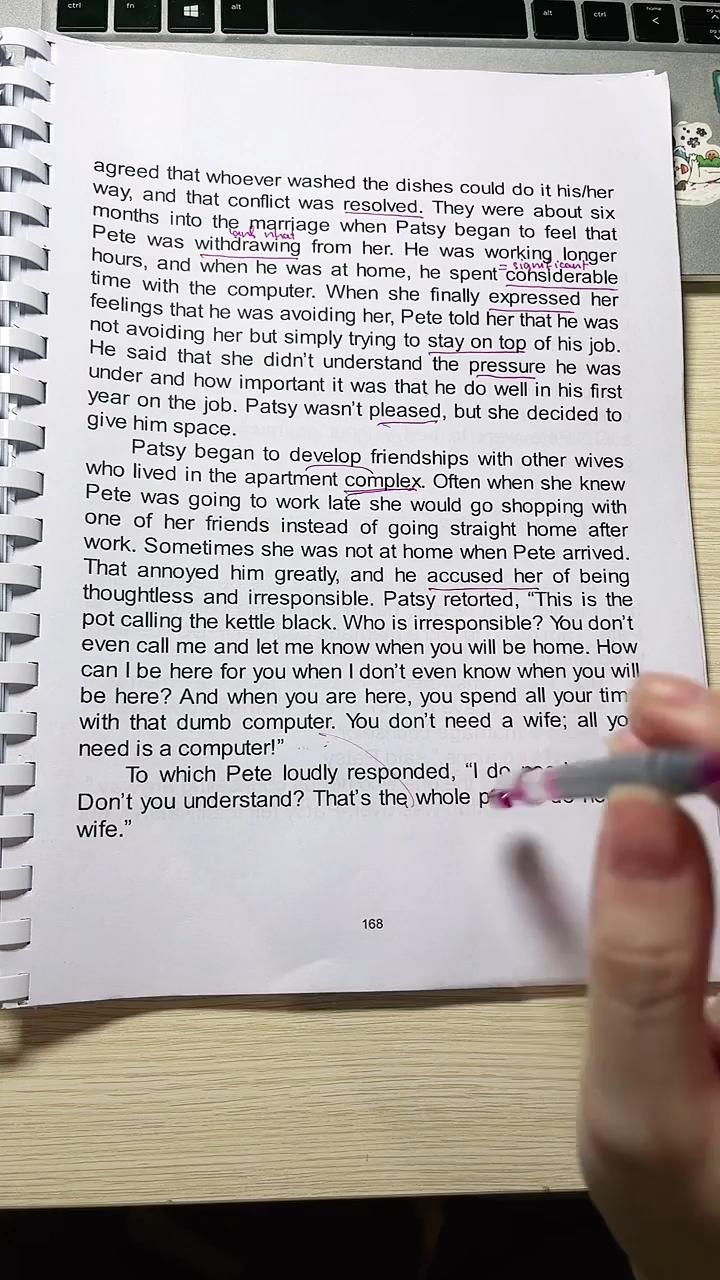 ctrl fn alt alt ctrl home
agreed that whoever washed the dishes could do it his/her
way, and that conflict was resolved. They were about six
months into the marriage when Patsy began to feel that
Pete was withdrawing from her. He was working longer
= significant
hours, and when he was at home, he spent considerable
time with the computer. When she finally expressed her
feelings that he was avoiding her, Pete told her that he was
not avoiding her but simply trying to stay on top of his job.
He said that she didn't understand the pressure he was
under and how important it was that he do well in his first
year on the job. Patsy wasn't pleased, but she decided to
give him space.
Patsy began to develop friendships with other wives
who lived in the apartment complex. Often when she knew
Pete was going to work late she would go shopping with
one of her friends instead of going straight home after
work. Sometimes she was not at home when Pete arrived.
That annoyed him greatly, and he accused her of being
thoughtless and irresponsible. Patsy retorted, “This is the
pot calling the kettle black. Who is irresponsible? You don't
even call me and let me know when you will be home. How
can I be here for you when I don't even know when you will
be here? And when you are here, you spend all your
with that dumb computer. You don't need a wife; all
need is a computer!”
To which Pete loudly responded, “I do
Don't you understand? That's the whole
wife.”
168